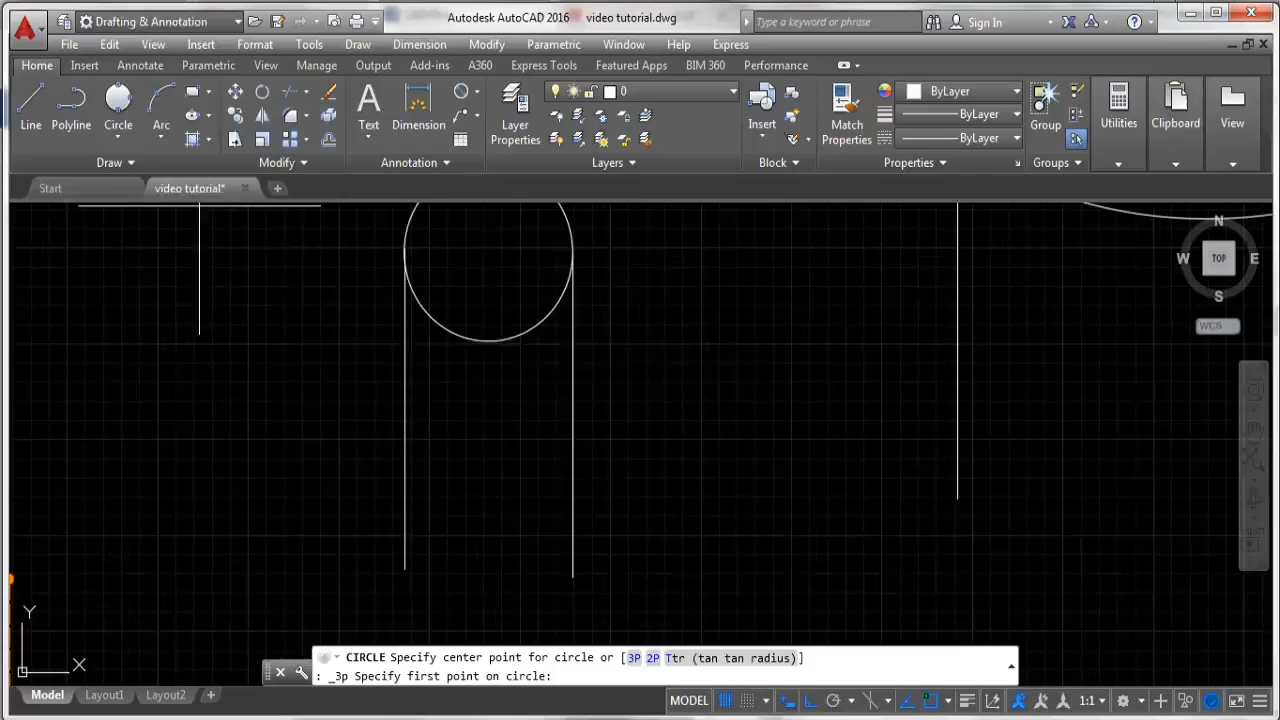 Drafting & Annotation
Autodesk AutoCAD 2016 video tutorial.dwg
Type a keyword or phrase
Sign In
File Edit View Insert Format Tools Draw Dimension Modify Parametric Window Help Express
Home Insert Annotate Parametric View Manage Output Add-ins A360 Express Tools Featured Apps BIM 360 Performance
0
ByLayer
ByLayer
ByLayer
Line Polyline Circle Arc Text Dimension Layer Properties Insert Match Properties Group Utilities Clipboard View
Draw Modify Annotation Layers Block Properties Groups
Start video tutorial*
N
W TOP E
S
WCS
Y
X
CIRCLE Specify center point for circle or [3P 2P Ttr (tan tan radius)]
: _3p Specify first point on circle:
Model Layout1 Layout2
MODEL 1:1